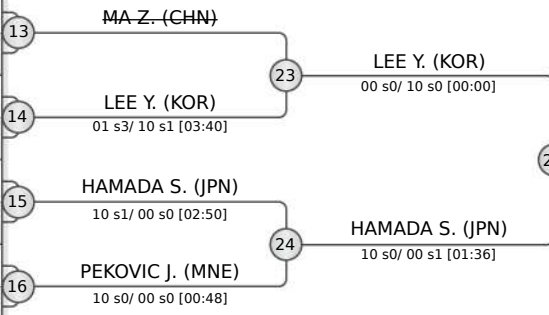 MA Z. (CHN)
13
LEE Y. (KOR)
23
00 s0/ 10 s0 [00:00]
LEE Y. (KOR)
14
01 s3/ 10 s1 [03:40]
HAMADA S. (JPN)
15
10 s1/ 00 s0 [02:50]
HAMADA S. (JPN)
24
10 s0/ 00 s1 [01:36]
PEKOVIC J. (MNE)
16
10 s0/ 00 s0 [00:48]